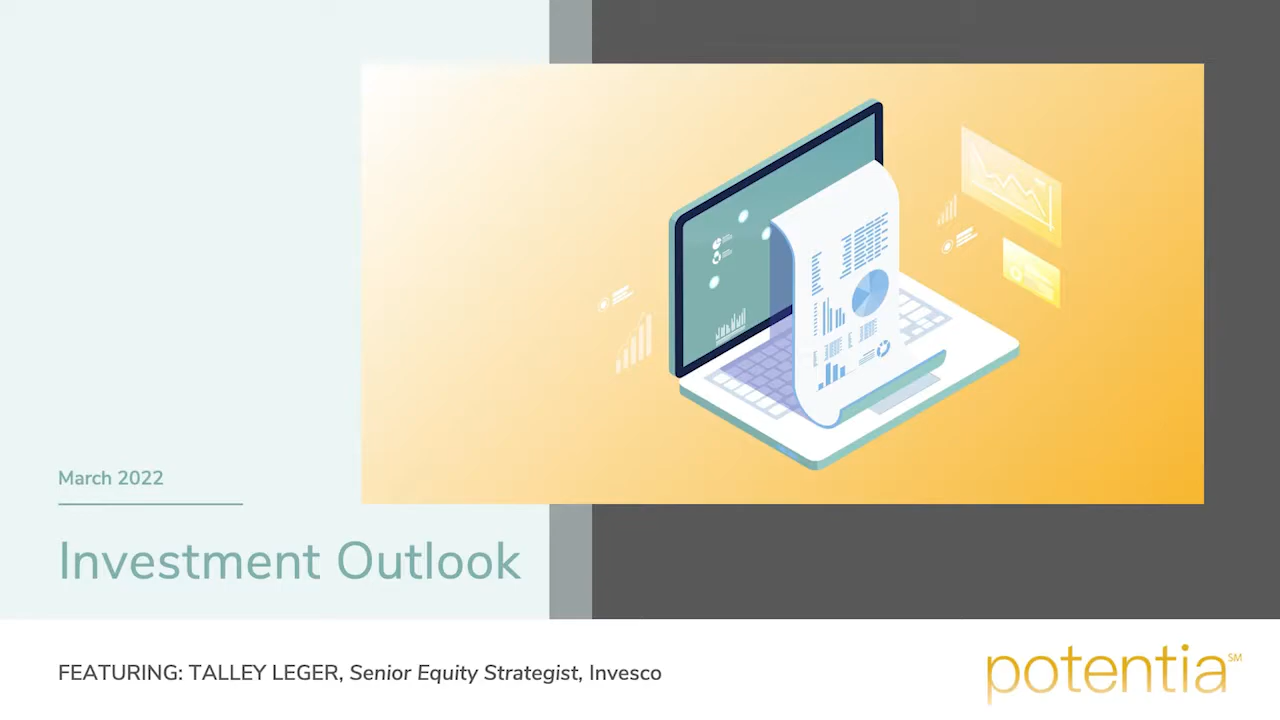 March 2022
Investment Outlook
FEATURING: TALLEY LEGER, Senior Equity Strategist, Invesco
potentia℠